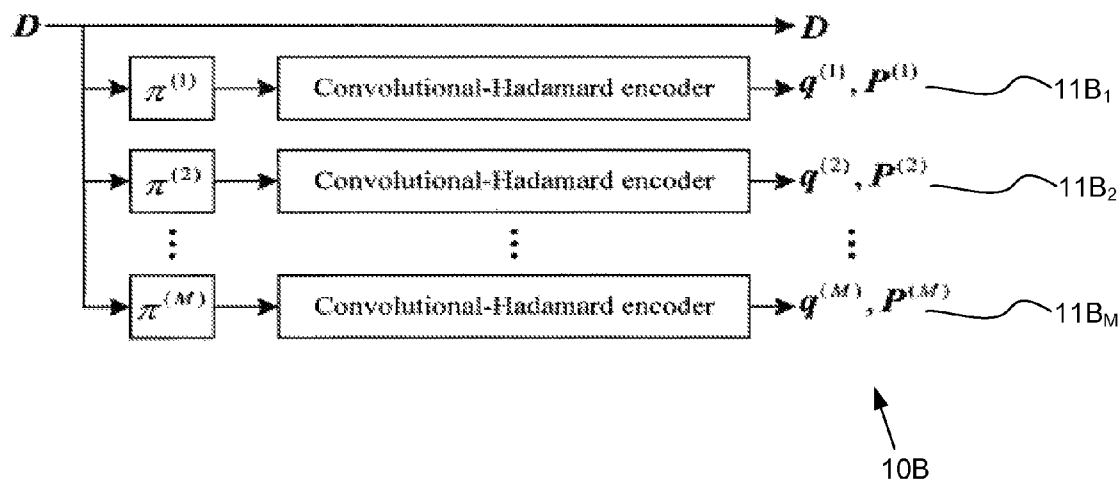 D D
π(1) Convolutional-Hadamard encoder q(1), P(1) 11B1
π(2) Convolutional-Hadamard encoder q(2), P(2) 11B2
π(M) Convolutional-Hadamard encoder q(M), P(M) 11BM
10B